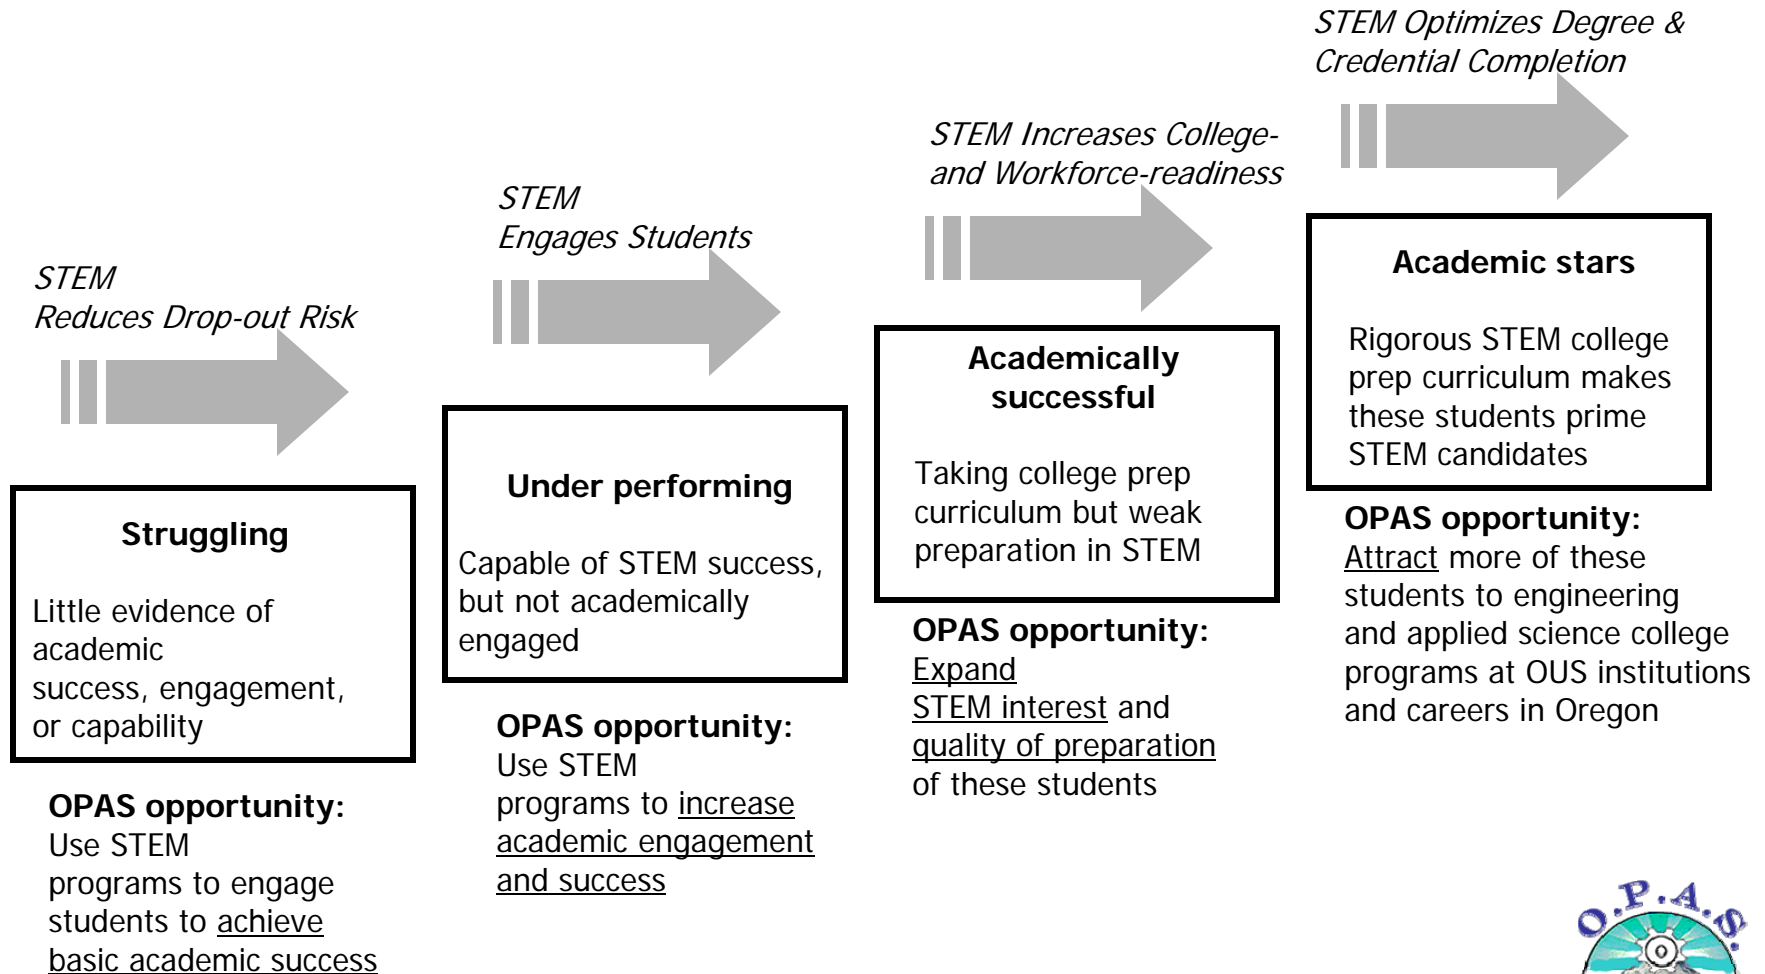 STEM
Reduces Drop-out Risk
Struggling
Little evidence of
academic
success, engagement,
or capability
OPAS opportunity:
Use STEM
programs to engage
students to achieve
basic academic success
STEM
Engages Students
Under performing
Capable of STEM success,
but not academically
engaged
OPAS opportunity:
Use STEM
programs to increase
academic engagement
and success
STEM Increases College-
and Workforce-readiness
Academically
successful
Taking college prep
curriculum but weak
preparation in STEM
OPAS opportunity:
Expand
STEM interest and
quality of preparation
of these students
STEM Optimizes Degree &
Credential Completion
Academic stars
Rigorous STEM college
prep curriculum makes
these students prime
STEM candidates
OPAS opportunity:
Attract more of these
students to engineering
and applied science college
programs at OUS institutions
and careers in Oregon
O.P.A.S.